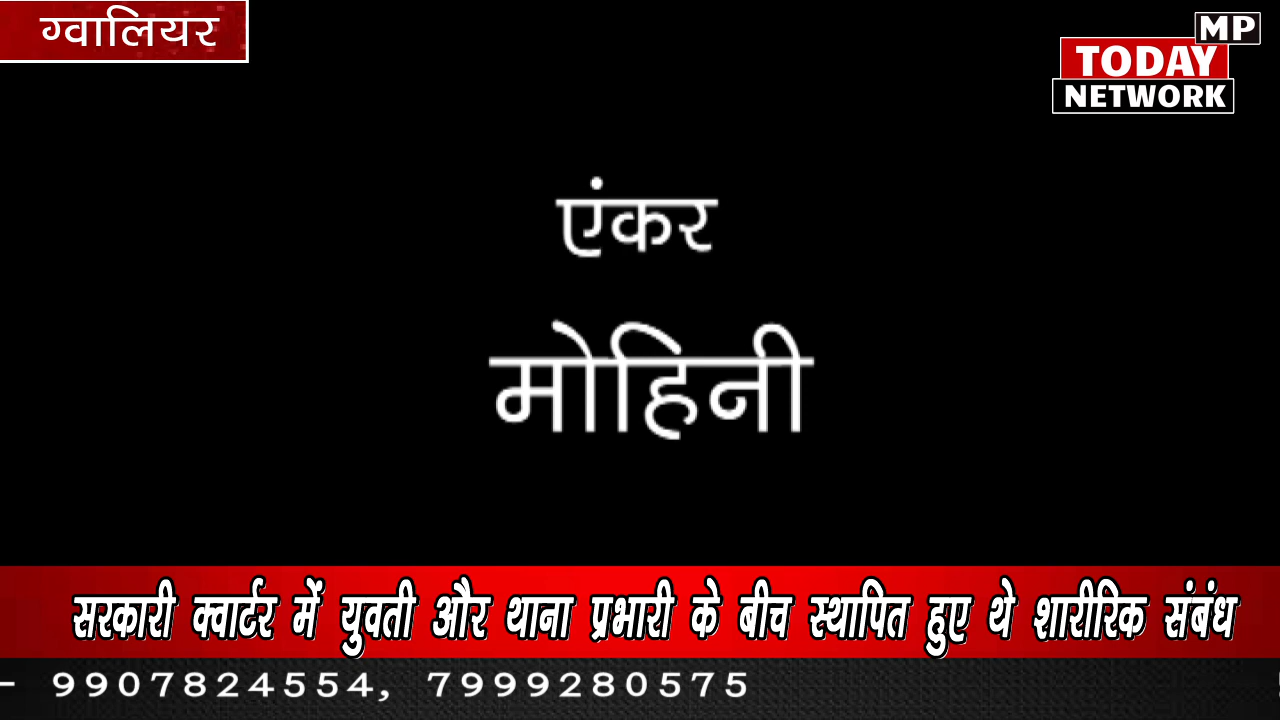 ग्वालियर
MP
TODAY
NETWORK
एंकर
मोहिनी
सरकारी क्वार्टर में युवती और थाना प्रभारी के बीच स्थापित हुए थे शारीरिक संबंध
- 9907824554, 7999280575